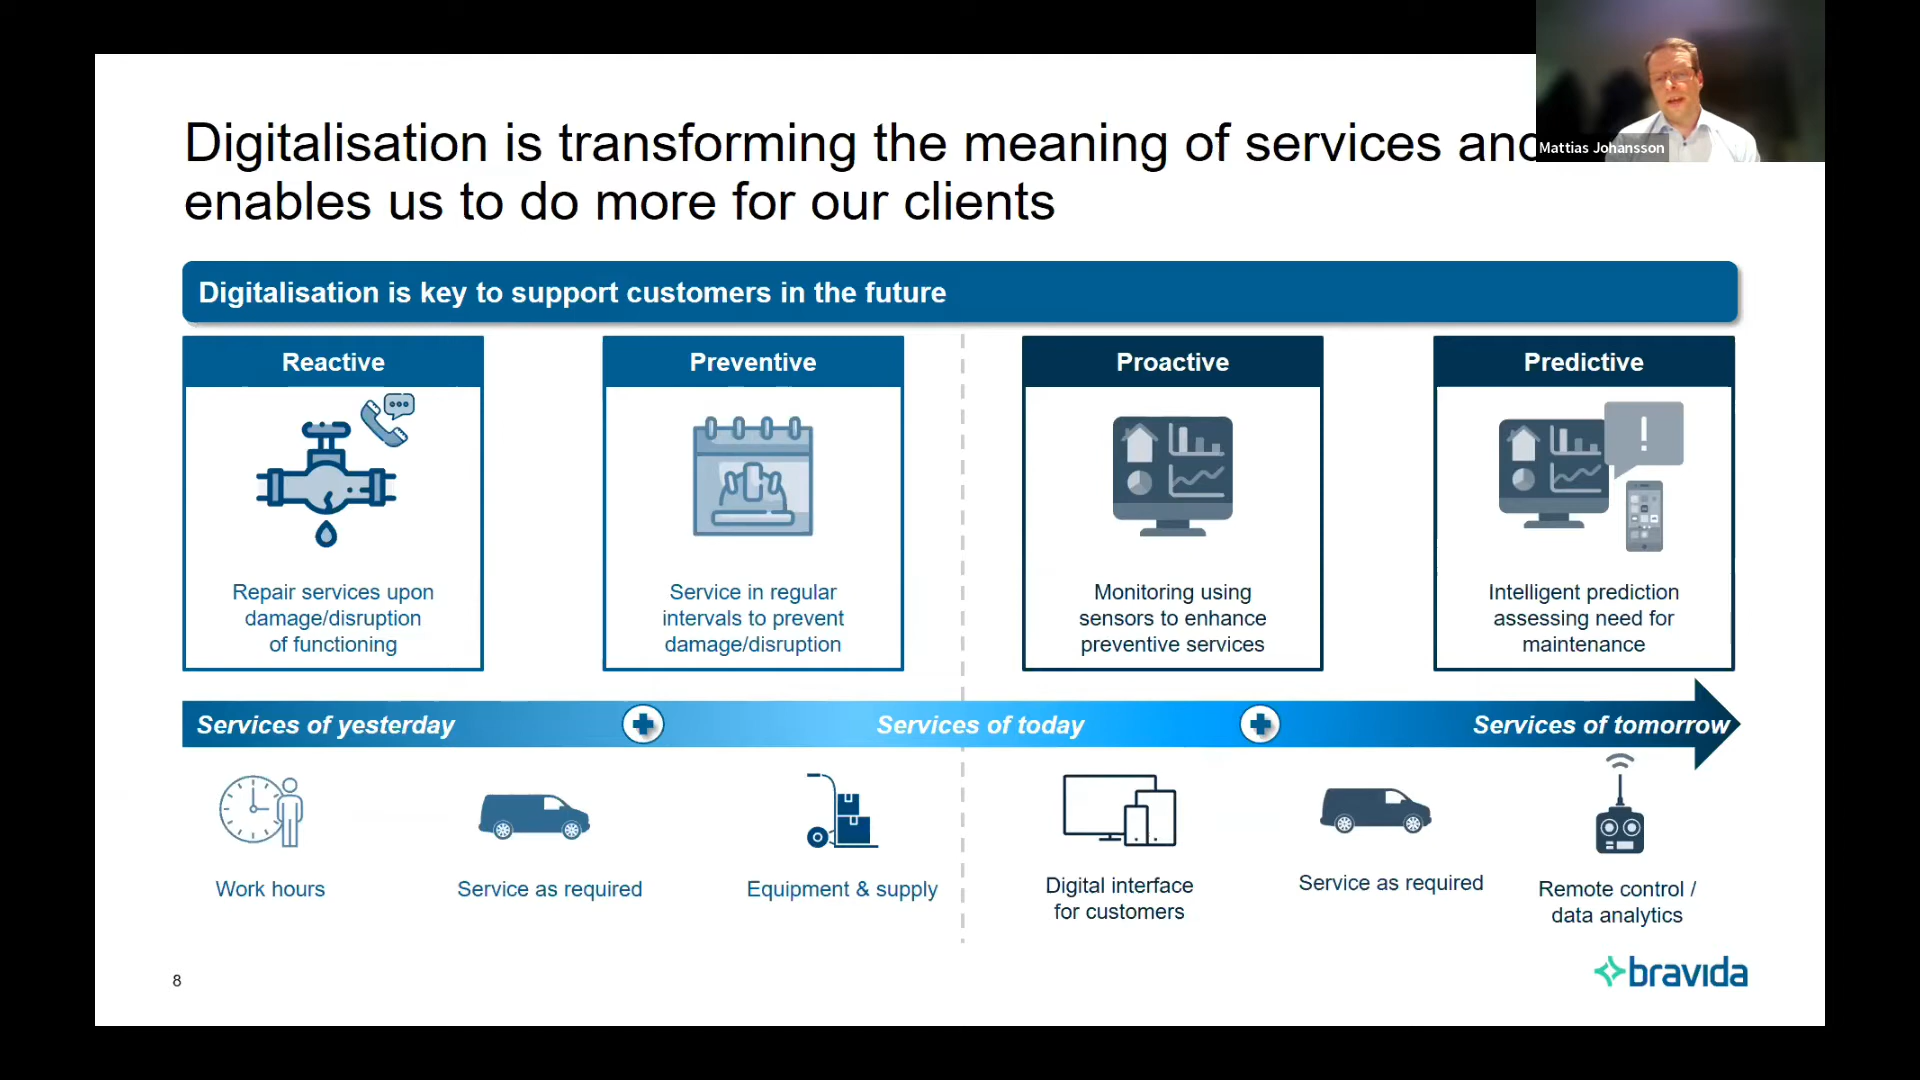 Mattias Johansson
Digitalisation is transforming the meaning of services and
enables us to do more for our clients
Digitalisation is key to support customers in the future
Reactive
Repair services upon
damage/disruption
of functioning
Preventive
Service in regular
intervals to prevent
damage/disruption
Proactive
Monitoring using
sensors to enhance
preventive services
Predictive
!
Intelligent prediction
assessing need for
maintenance
Services of yesterday
Services of today
Services of tomorrow
Work hours
Service as required
Equipment & supply
Digital interface
for customers
Service as required
Remote control /
data analytics
8
bravida